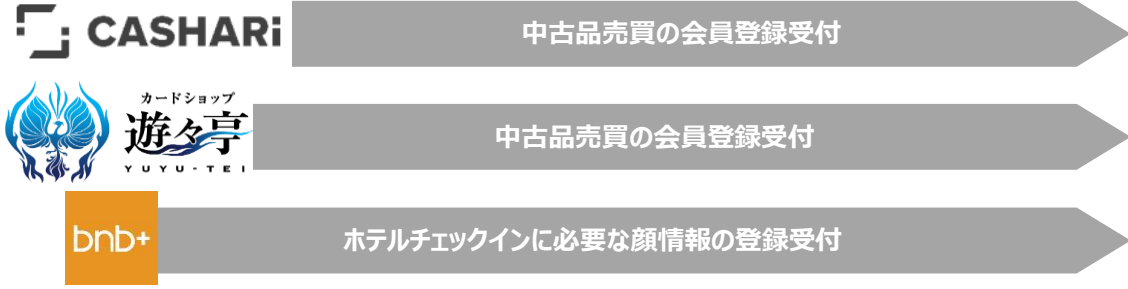 CASHARi
中古品売買の会員登録受付
カードショップ
遊々亭
YUYU-TEI
中古品売買の会員登録受付
bnb+
ホテルチェックインに必要な顔情報の登録受付